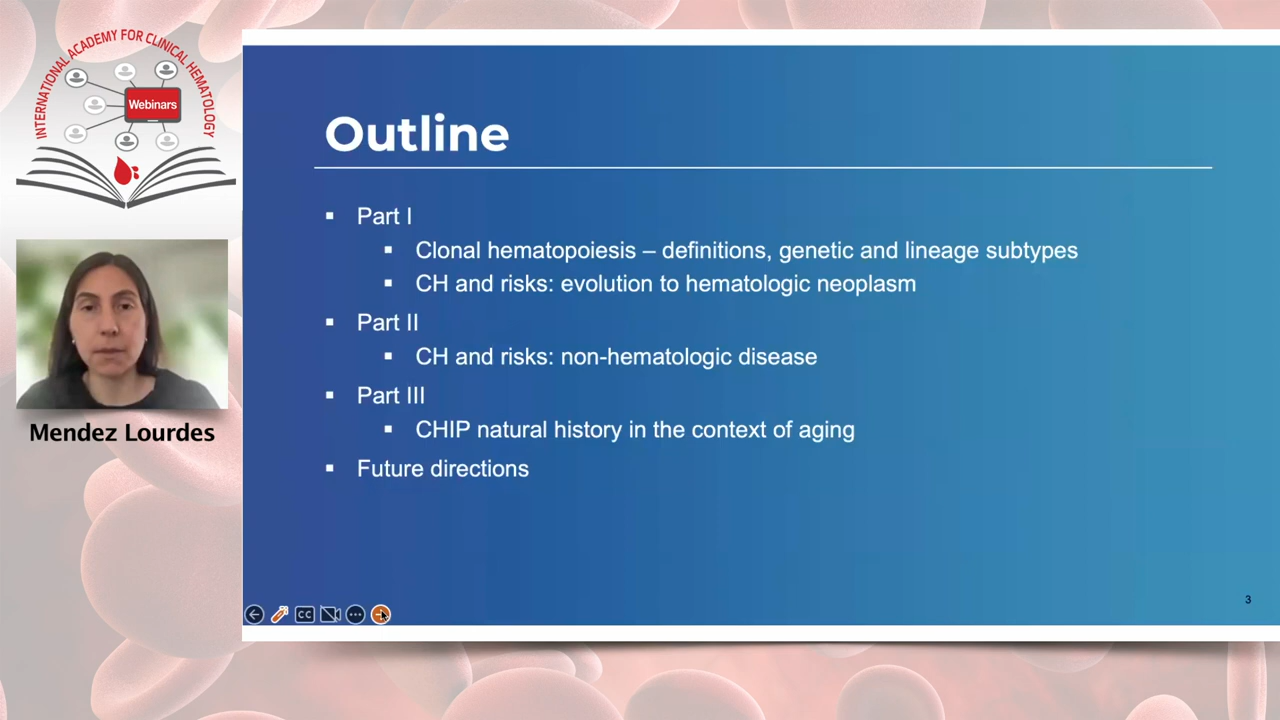 INTERNATIONAL ACADEMY FOR CLINICAL HEMATOLOGY
Webinars
Mendez Lourdes
Outline
▪ Part I
▪ Clonal hematopoiesis – definitions, genetic and lineage subtypes
▪ CH and risks: evolution to hematologic neoplasm
▪ Part II
▪ CH and risks: non-hematologic disease
▪ Part III
▪ CHIP natural history in the context of aging
▪ Future directions
CC
3